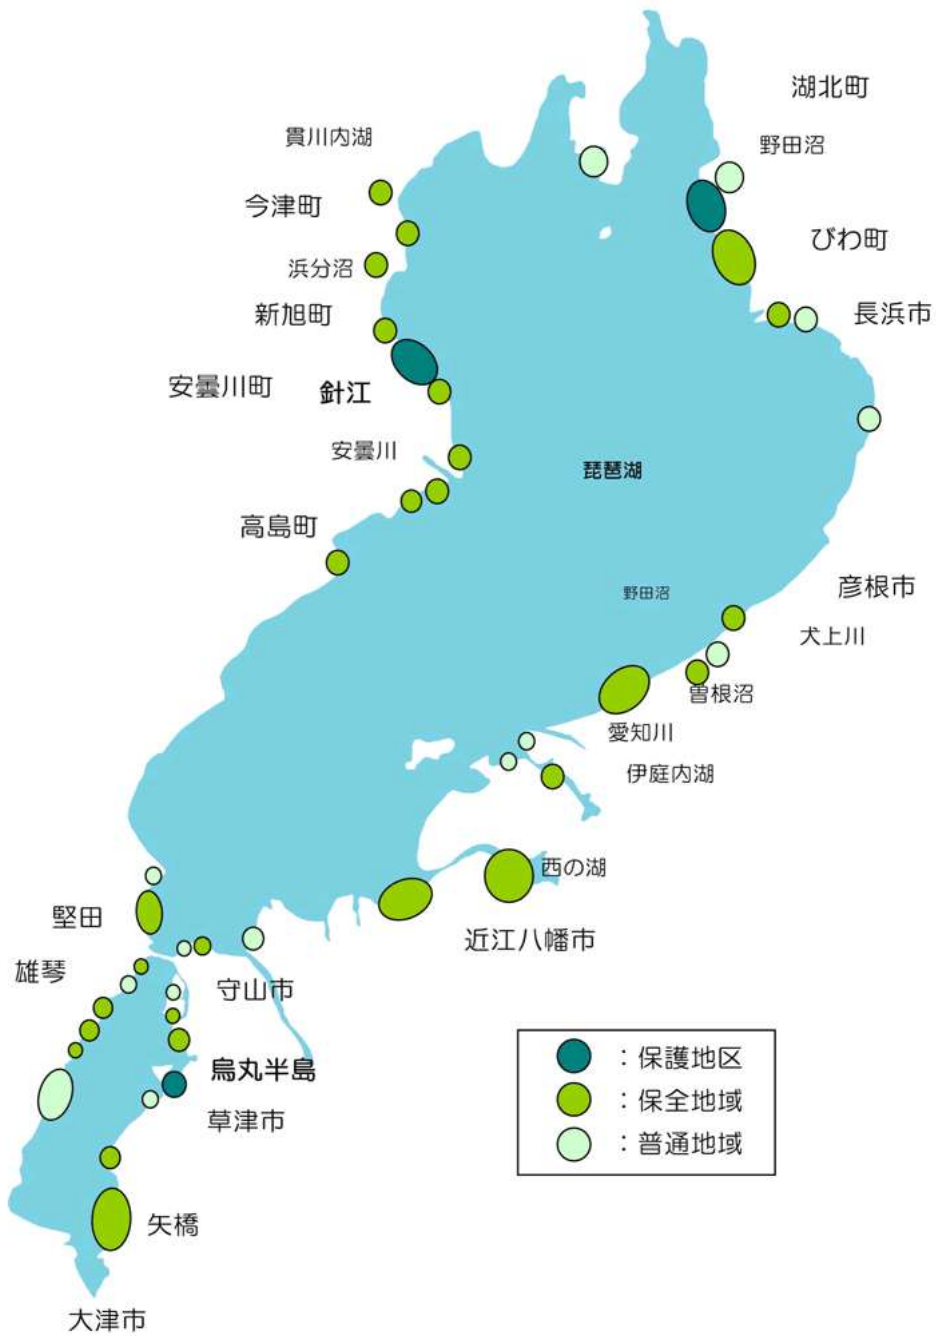 湖北町
貫川内湖
野田沼
今津町
びわ町
浜分沼
新旭町
長浜市
安曇川町
針江
安曇川
琵琶湖
高島町
彦根市
野田沼
犬上川
曽根沼
愛知川
伊庭内湖
西の湖
堅田
近江八幡市
雄琴
守山市
烏丸半島
草津市
矢橋
大津市
:保護地区
:保全地域
:普通地域